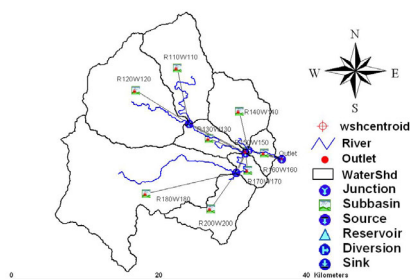 R110W110
R120W120
R140W140
R130W130
W150
Outlet
R160W160
R170W170
R180W180
R200W200
N
W
E
S
wshcentroid
River
Outlet
WaterShd
Junction
Subbasin
Source
Reservoir
Diversion
Sink
0
20
40 Kilometers